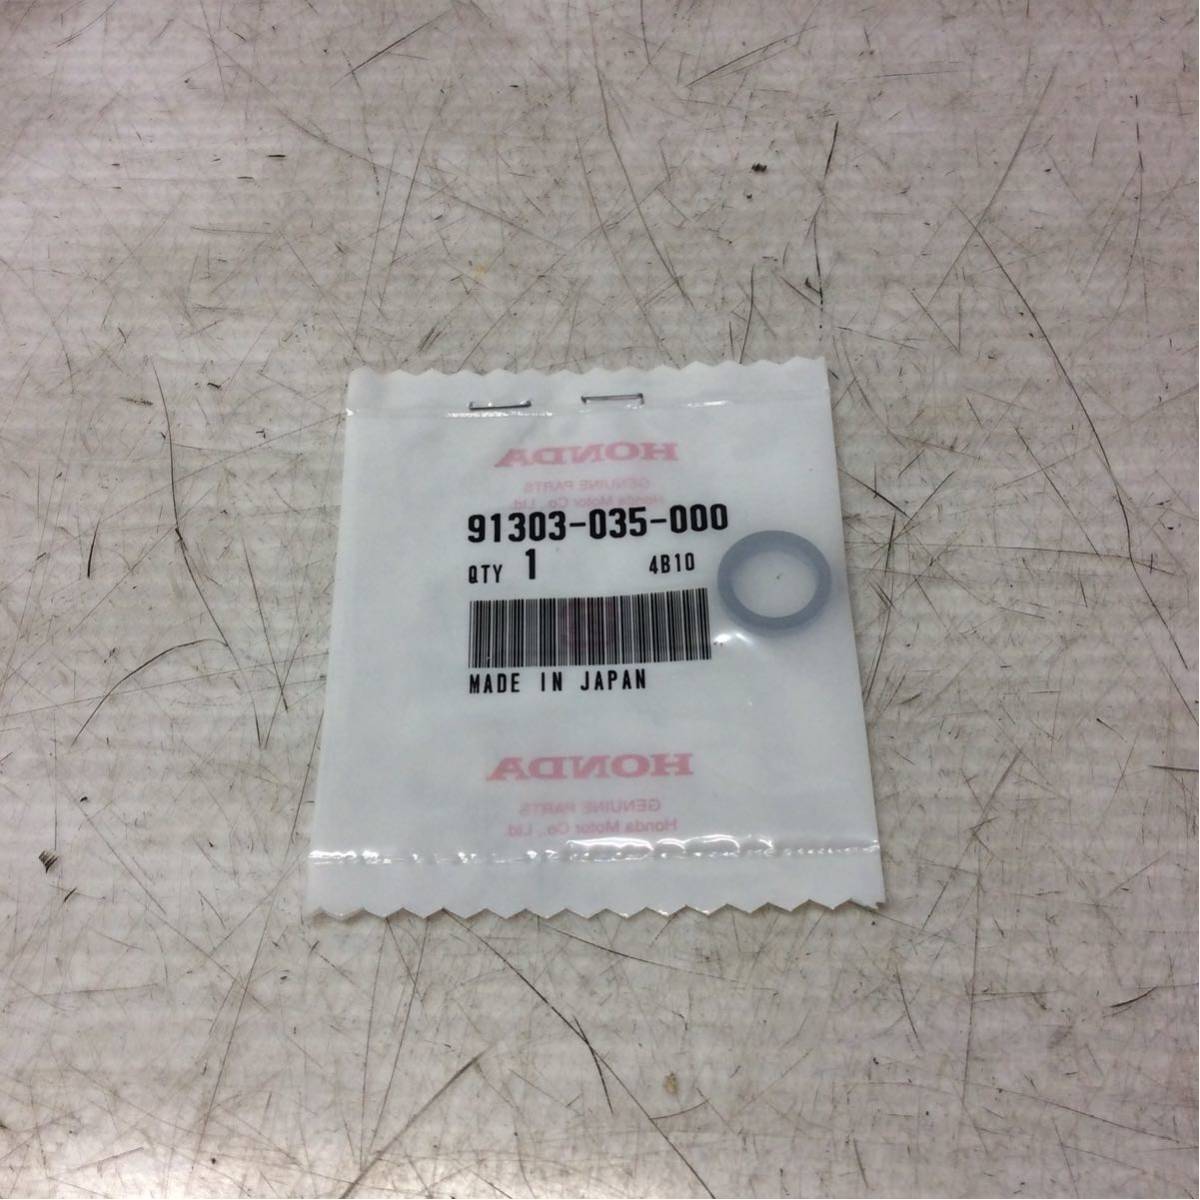 HONDA
GENUINE PARTS
Honda Motor Co., Ltd.
91303-035-000
QTY 1 4B10
MADE IN JAPAN
HONDA
GENUINE PARTS
Honda Motor Co., Ltd.